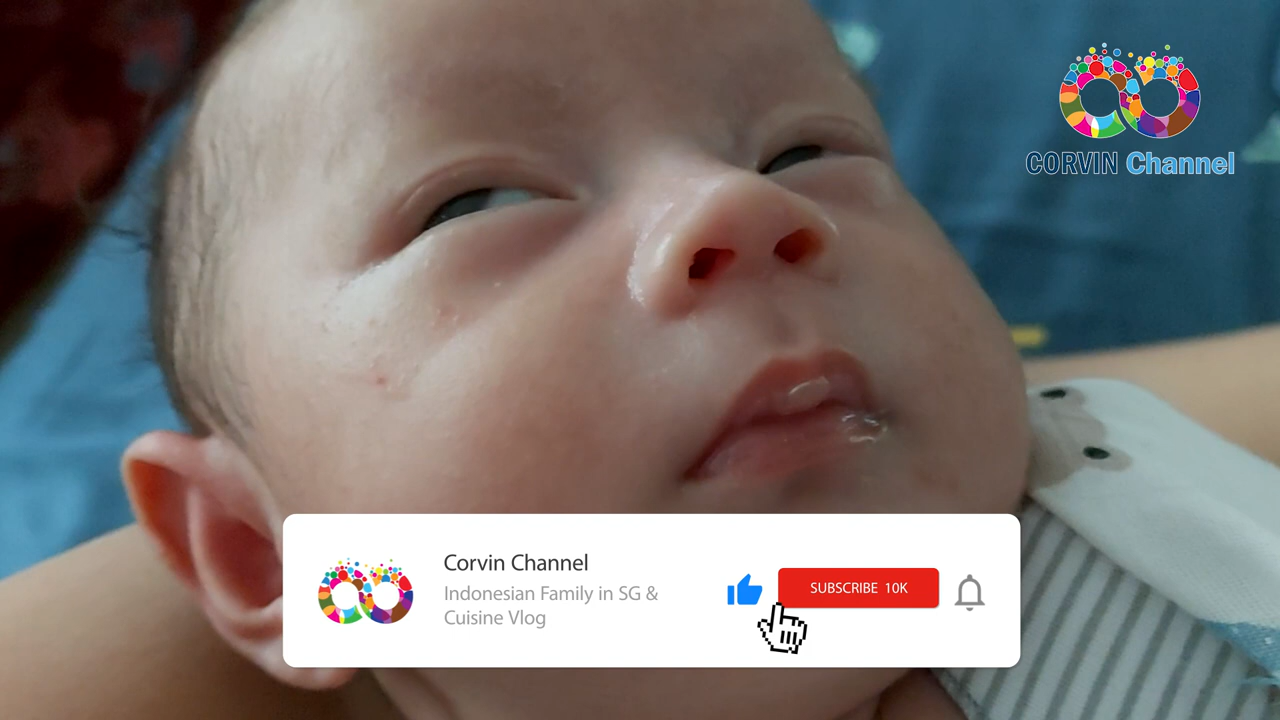 CORVIN Channel
Corvin Channel
Indonesian Family in SG &
Cuisine Vlog
SUBSCRIBE 10K